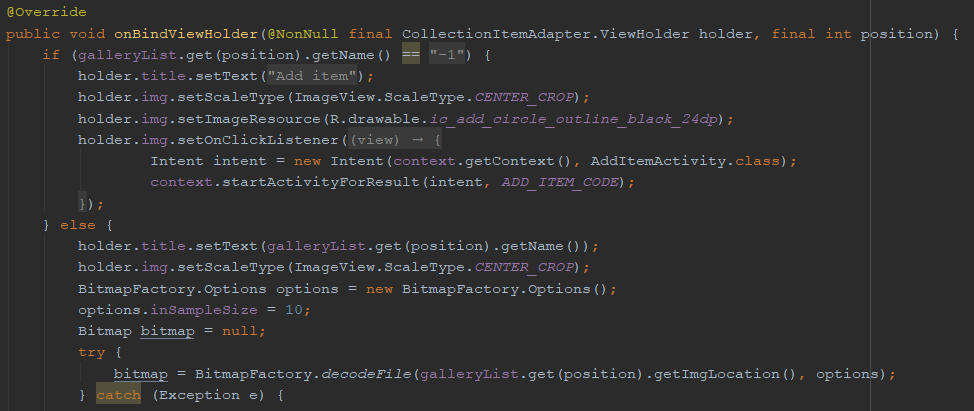 @Override
public void onBindViewHolder(@NonNull final CollectionItemAdapter.ViewHolder holder, final int position) {
if (galleryList.get(position).getName() == "-1") {
holder.title.setText("Add item");
holder.img.setScaleType(ImageView.ScaleType.CENTER_CROP);
holder.img.setImageResource(R.drawable.ic_add_circle_outline_black_24dp);
holder.img.setOnClickListener((view) → {
Intent intent = new Intent(context.getContext(), AddItemActivity.class);
context.startActivityForResult(intent, ADD_ITEM_CODE);
});
} else {
holder.title.setText(galleryList.get(position).getName());
holder.img.setScaleType(ImageView.ScaleType.CENTER_CROP);
BitmapFactory.Options options = new BitmapFactory.Options();
options.inSampleSize = 10;
Bitmap bitmap = null;
try {
bitmap = BitmapFactory.decodeFile(galleryList.get(position).getImgLocation(), options);
} catch (Exception e) {